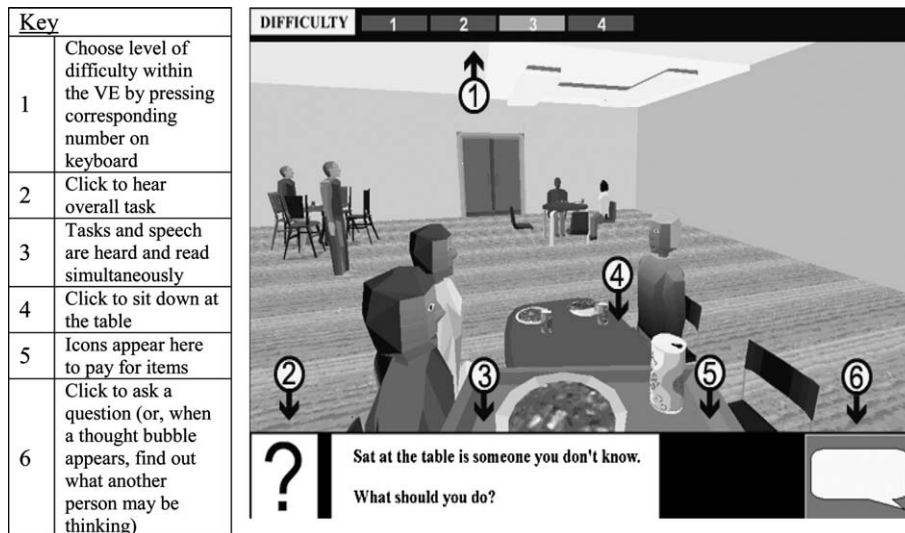 Key
1
Choose level of
difficulty within
the VE by pressing
corresponding
number on
keyboard
2
Click to hear
overall task
3
Tasks and speech
are heard and read
simultaneously
4
Click to sit down at
the table
5
Icons appear here
to pay for items
6
Click to ask a
question (or, when
a thought bubble
appears, find out
what another
person may be
thinking)
DIFFICULTY 1 2 3 4
1
4
2
3
5
6
?
Sat at the table is someone you don't know.
What should you do?